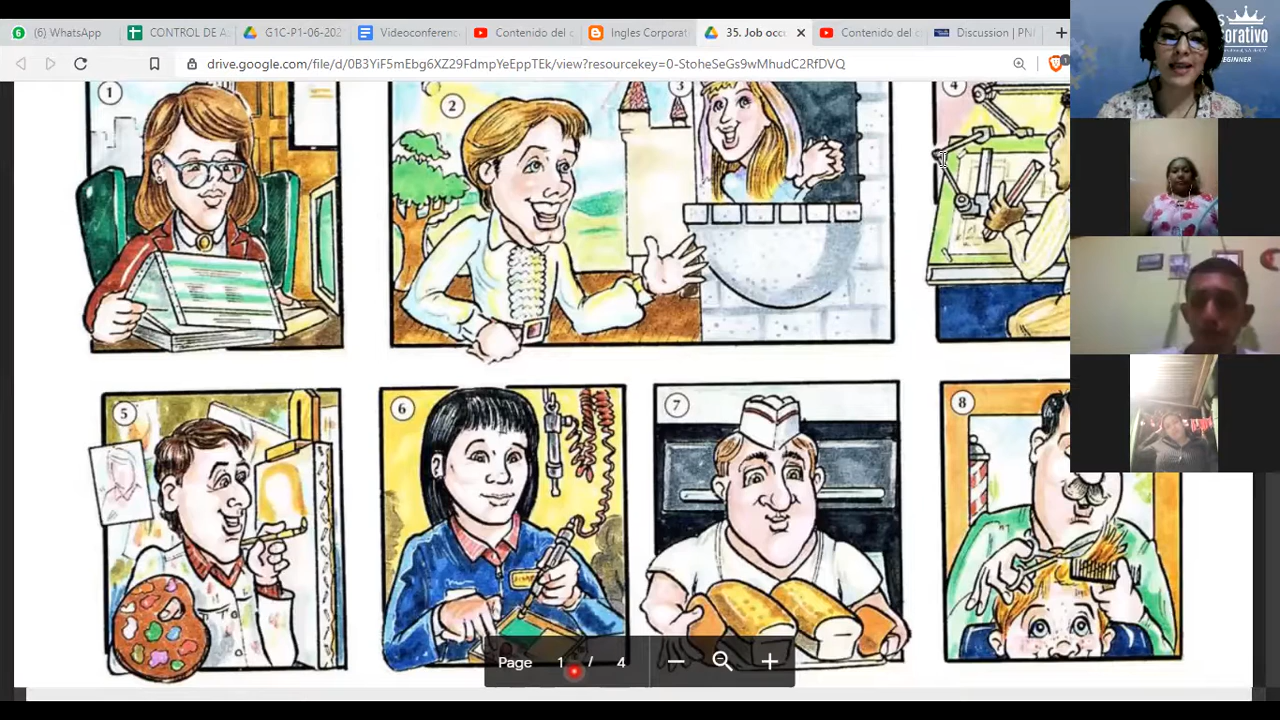 (6) WhatsApp
CONTROL DE A
G1C-P1-06-202
Videoconferenc
Contenido del c
Ingles Corporat
35. Job occu
Contenido del c
Discussion | PN
drive.google.com/file/d/0B3YiF5mEbg6XZ29FdmpYeEpkTEk/view?resourcekey=0-StoheSeGs9wMhudC2RfDVQ
1
2
3
4
5
6
7
8
Page 1 / 4
S
orativo
EGINNER